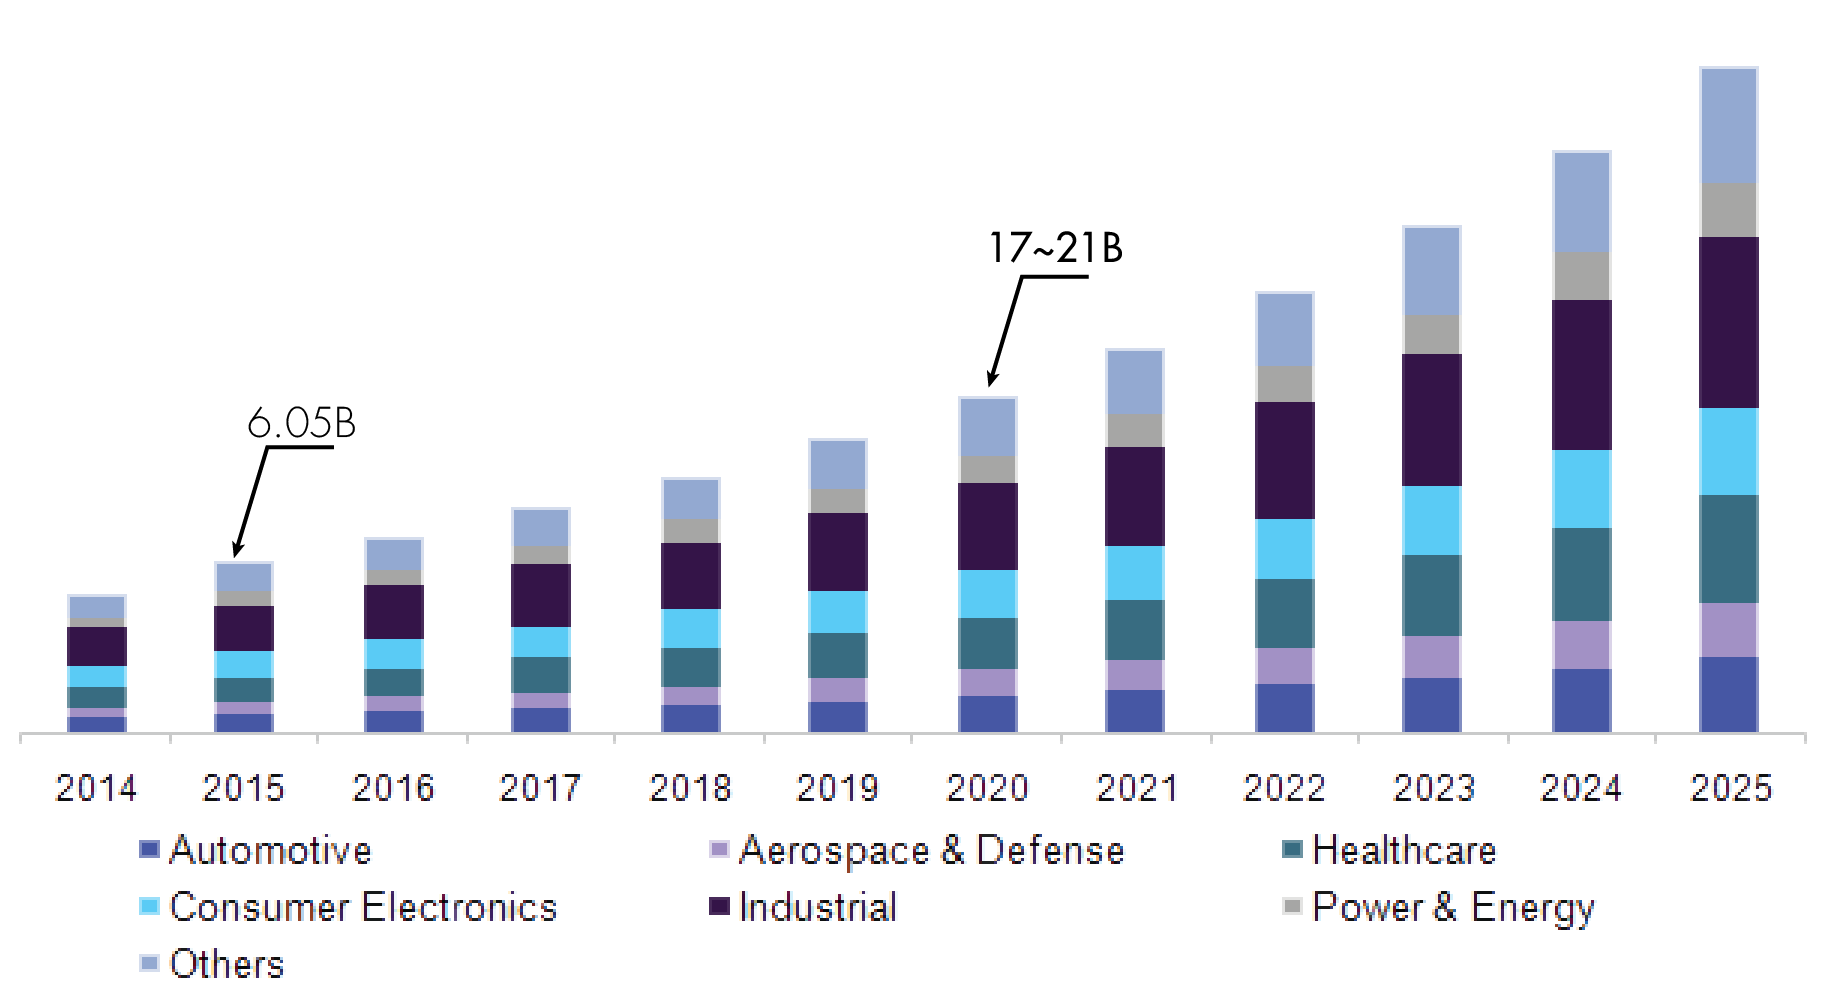 17~21B
6.05B
2014 2015 2016 2017 2018 2019 2020 2021 2022 2023 2024 2025
Automotive Aerospace & Defense Healthcare
Consumer Electronics Industrial Power & Energy
Others